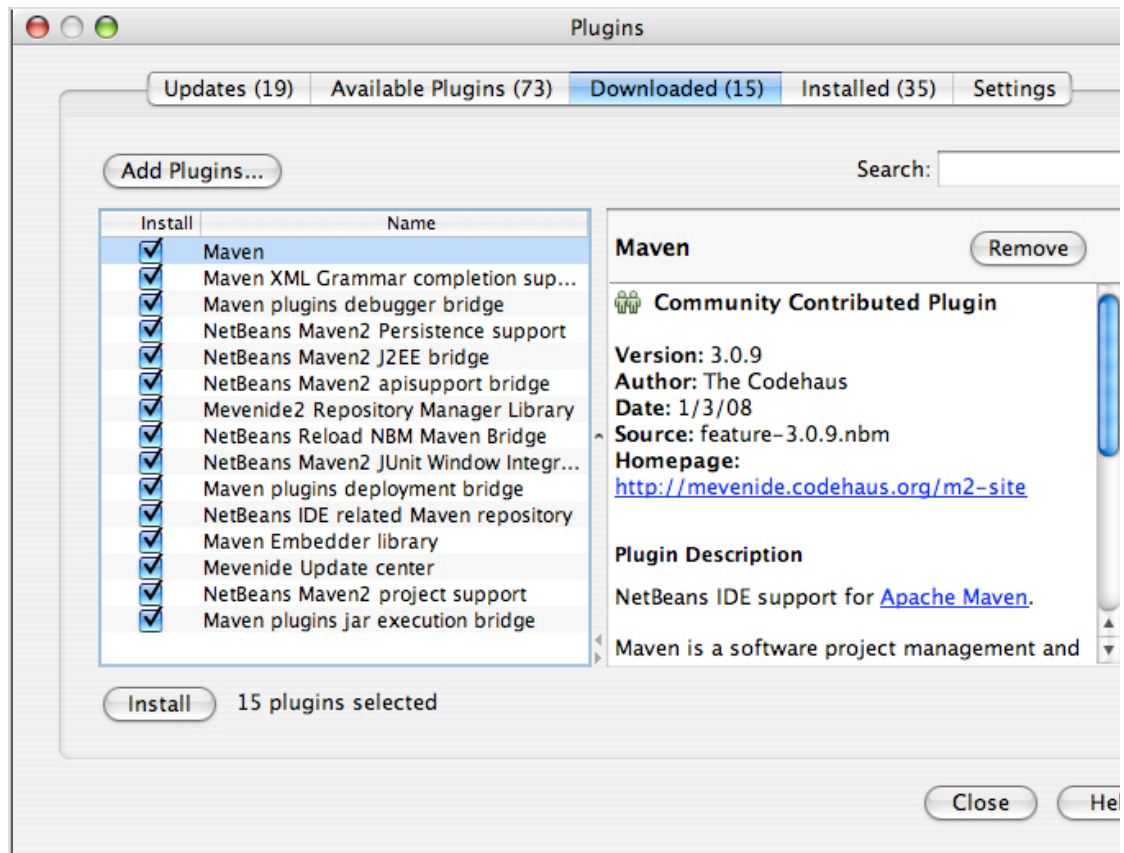 Plugins
Updates (19)
Available Plugins (73)
Downloaded (15)
Installed (35)
Settings
Add Plugins...
Search:
Install
Name
Maven
Maven XML Grammar completion sup...
Maven plugins debugger bridge
NetBeans Maven2 Persistence support
NetBeans Maven2 J2EE bridge
NetBeans Maven2 apisupport bridge
Mevenide2 Repository Manager Library
NetBeans Reload NBM Maven Bridge
NetBeans Maven2 JUnit Window Integr...
Maven plugins deployment bridge
NetBeans IDE related Maven repository
Maven Embedder library
Mevenide Update center
NetBeans Maven2 project support
Maven plugins jar execution bridge
Maven
Remove
Community Contributed Plugin
Version: 3.0.9
Author: The Codehaus
Date: 1/3/08
Source: feature-3.0.9.nbm
Homepage:
http://mevenide.codehaus.org/m2-site
Plugin Description
NetBeans IDE support for Apache Maven.
Maven is a software project management and
Install
15 plugins selected
Close